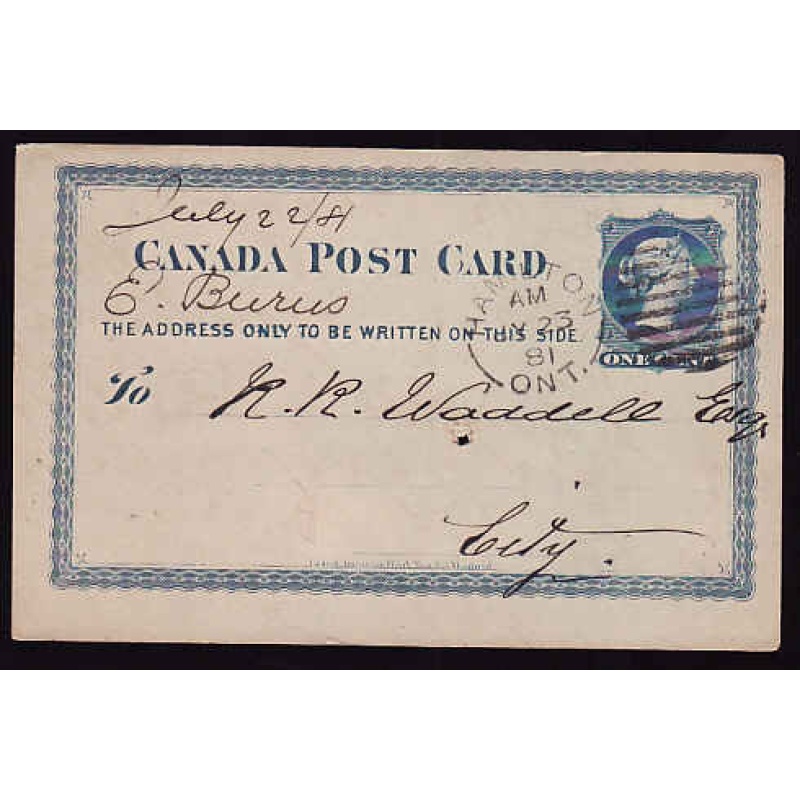 July 22/81
CANADA POST CARD
E. Burns
THE ADDRESS ONLY TO BE WRITTEN ON THIS SIDE.
To R. R. Waddell Esq.
City.
HAMILTON
AM
23
81
ONT.
ONE CENT